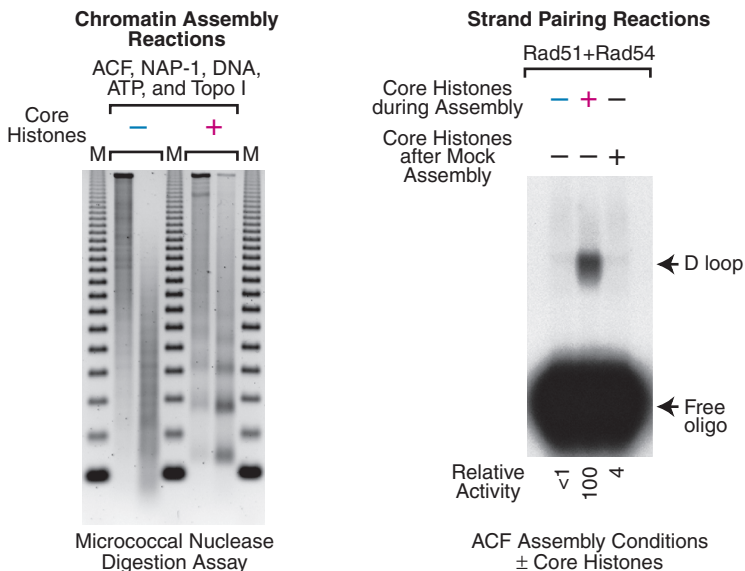 Chromatin Assembly
Reactions
ACF, NAP-1, DNA,
ATP, and Topo I
Core
Histones
− +
M M M
Micrococcal Nuclease
Digestion Assay
Strand Pairing Reactions
Rad51+Rad54
Core Histones
during Assembly
− + −
Core Histones
after Mock
Assembly
− − +
D loop
Free
oligo
Relative
Activity
<1 100 4
ACF Assembly Conditions
± Core Histones